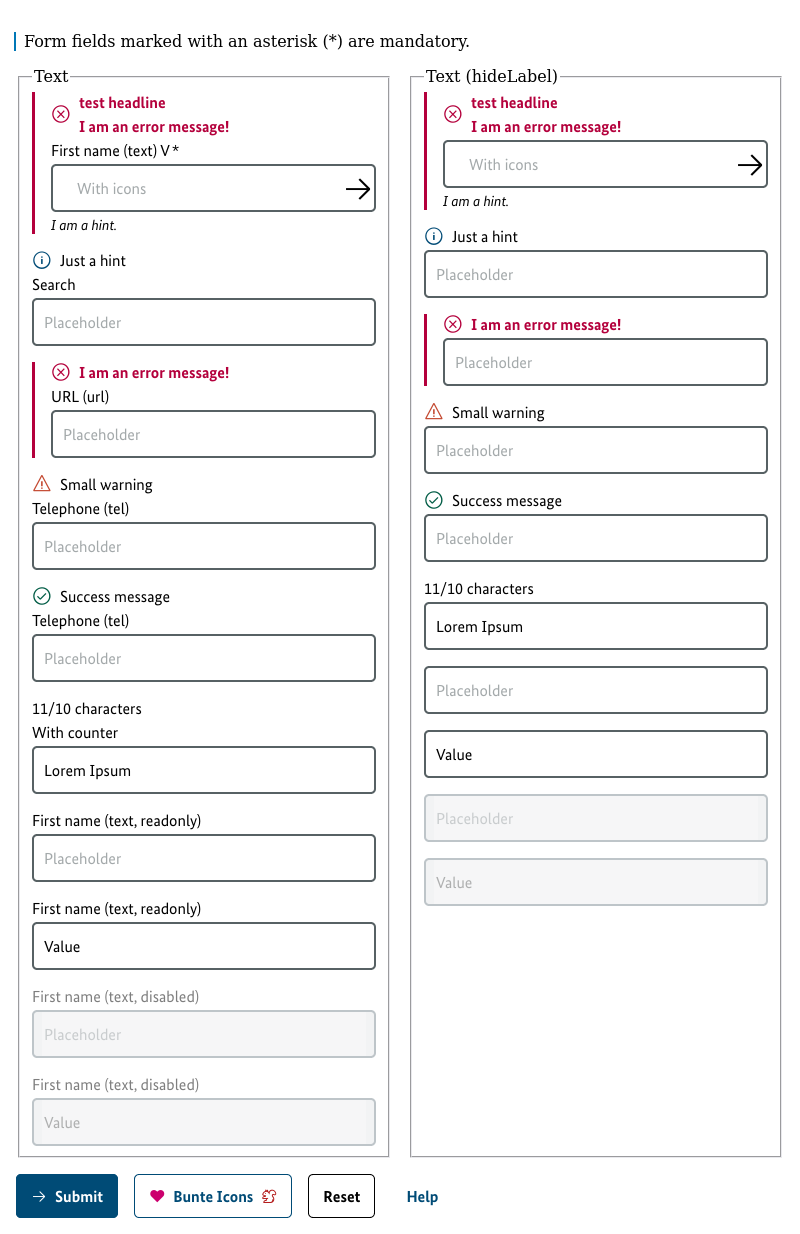 Form fields marked with an asterisk (*) are mandatory.
Text
test headline
I am an error message!
First name (text) V *
With icons
I am a hint.
Just a hint
Search
Placeholder
I am an error message!
URL (url)
Placeholder
Small warning
Telephone (tel)
Placeholder
Success message
Telephone (tel)
Placeholder
11/10 characters
With counter
Lorem Ipsum
First name (text, readonly)
Placeholder
First name (text, readonly)
Value
First name (text, disabled)
Placeholder
First name (text, disabled)
Value
Text (hideLabel)
test headline
I am an error message!
With icons
I am a hint.
Just a hint
Placeholder
I am an error message!
Placeholder
Small warning
Placeholder
Success message
Placeholder
11/10 characters
Lorem Ipsum
Placeholder
Value
Placeholder
Value
Submit
Bunte Icons
Reset
Help